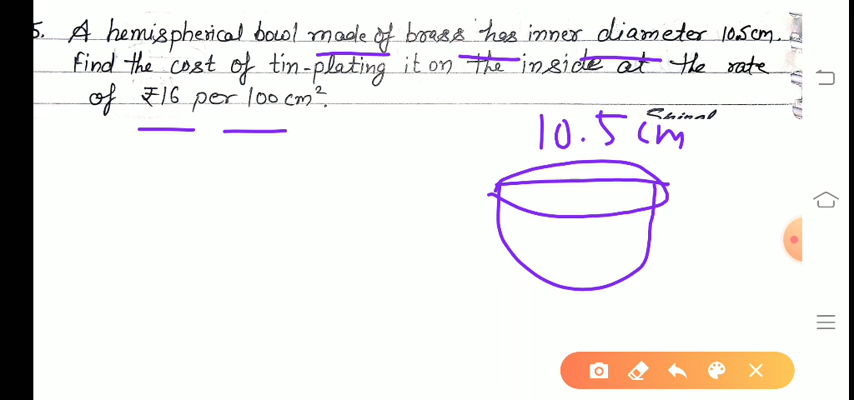 5. A hemispherical bowl made of brass has inner diameter 10.5cm.
Find the cost of tin-plating it on the inside at the rate
of ₹16 per 100 cm².
10.5 cm